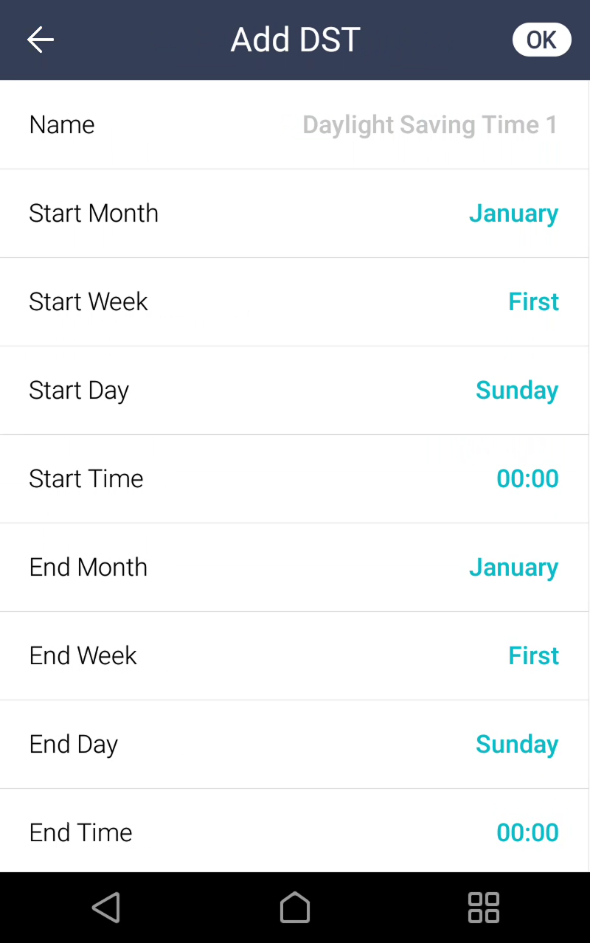 Add DST
OK
Name Daylight Saving Time 1
Start Month January
Start Week First
Start Day Sunday
Start Time 00:00
End Month January
End Week First
End Day Sunday
End Time 00:00